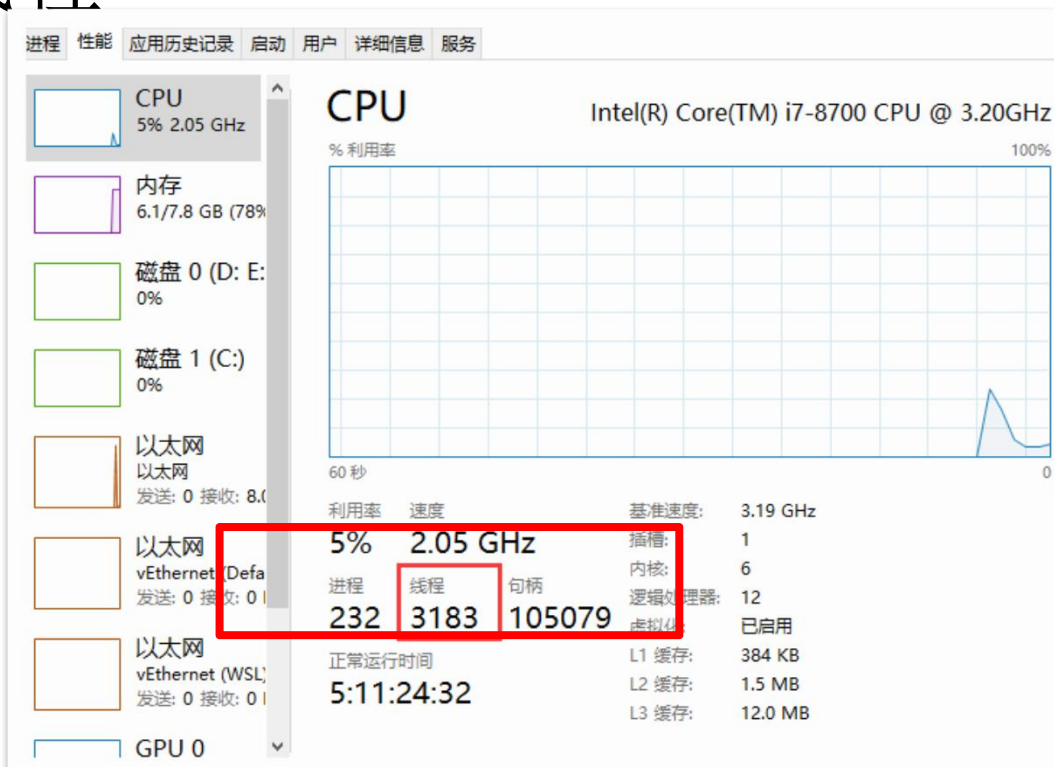 进程 性能 应用历史记录 启动 用户 详细信息 服务
CPU
5% 2.05 GHz
内存
6.1/7.8 GB (78%
磁盘 0 (D: E:
0%
磁盘 1 (C:)
0%
以太网
以太网
发送: 0 接收: 8.0
以太网
vEthernet (Defa
发送: 0 接收: 0
以太网
vEthernet (WSL)
发送: 0 接收: 0
GPU 0
CPU Intel(R) Core(TM) i7-8700 CPU @ 3.20GHz
% 利用率 100%
60 秒 0
利用率 速度
5% 2.05 GHz
进程 线程 句柄
232 3183 105079
正常运行时间
5:11:24:32
基准速度: 3.19 GHz
插槽: 1
内核: 6
逻辑处理器: 12
虚拟化: 已启用
L1 缓存: 384 KB
L2 缓存: 1.5 MB
L3 缓存: 12.0 MB